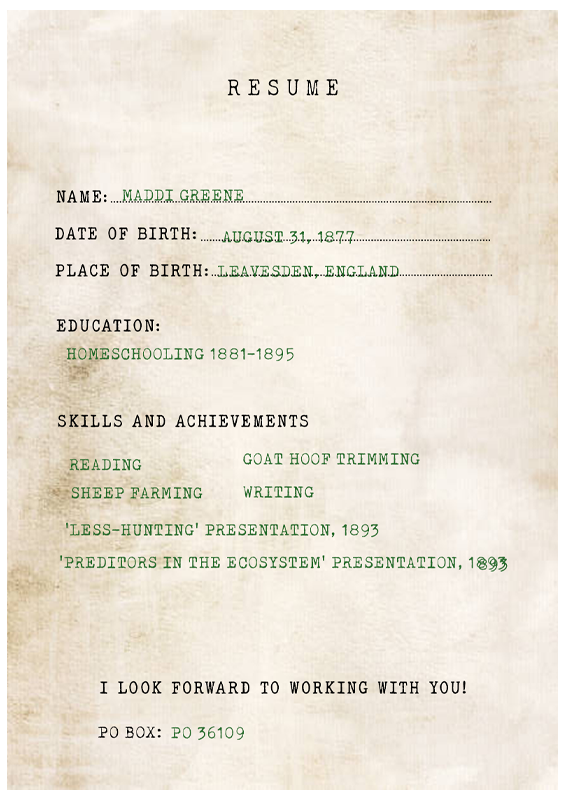 RESUME
NAME: MADDI GREENE
DATE OF BIRTH: AUGUST 31, 1877
PLACE OF BIRTH: LEAVESDEN, ENGLAND
EDUCATION:
HOMESCHOOLING 1881-1895
SKILLS AND ACHIEVEMENTS
READING GOAT HOOF TRIMMING
SHEEP FARMING WRITING
'LESS-HUNTING' PRESENTATION, 1893
'PREDITORS IN THE ECOSYSTEM' PRESENTATION, 1893
I LOOK FORWARD TO WORKING WITH YOU!
PO BOX: PO 36109